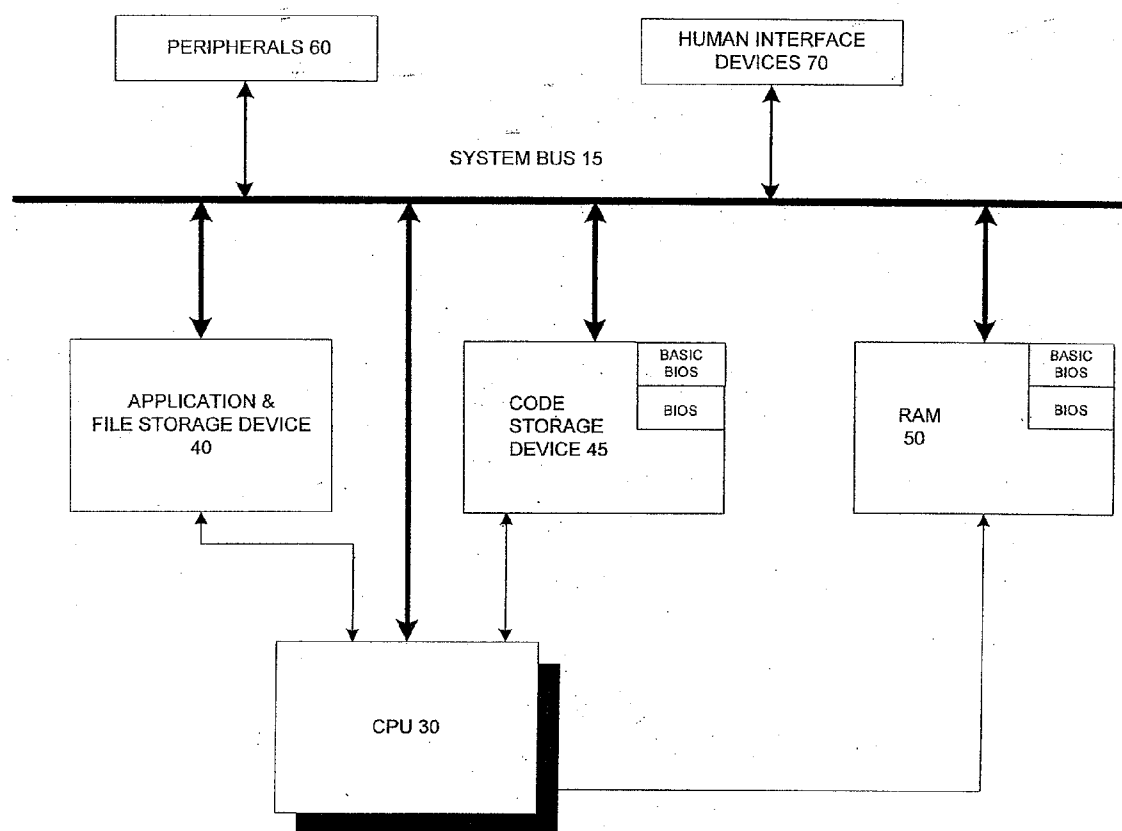 PERIPHERALS 60
HUMAN INTERFACE
DEVICES 70
SYSTEM BUS 15
APPLICATION &
FILE STORAGE DEVICE
40
CODE
STORAGE
DEVICE 45
BASIC
BIOS
BIOS
RAM
50
BASIC
BIOS
BIOS
CPU 30